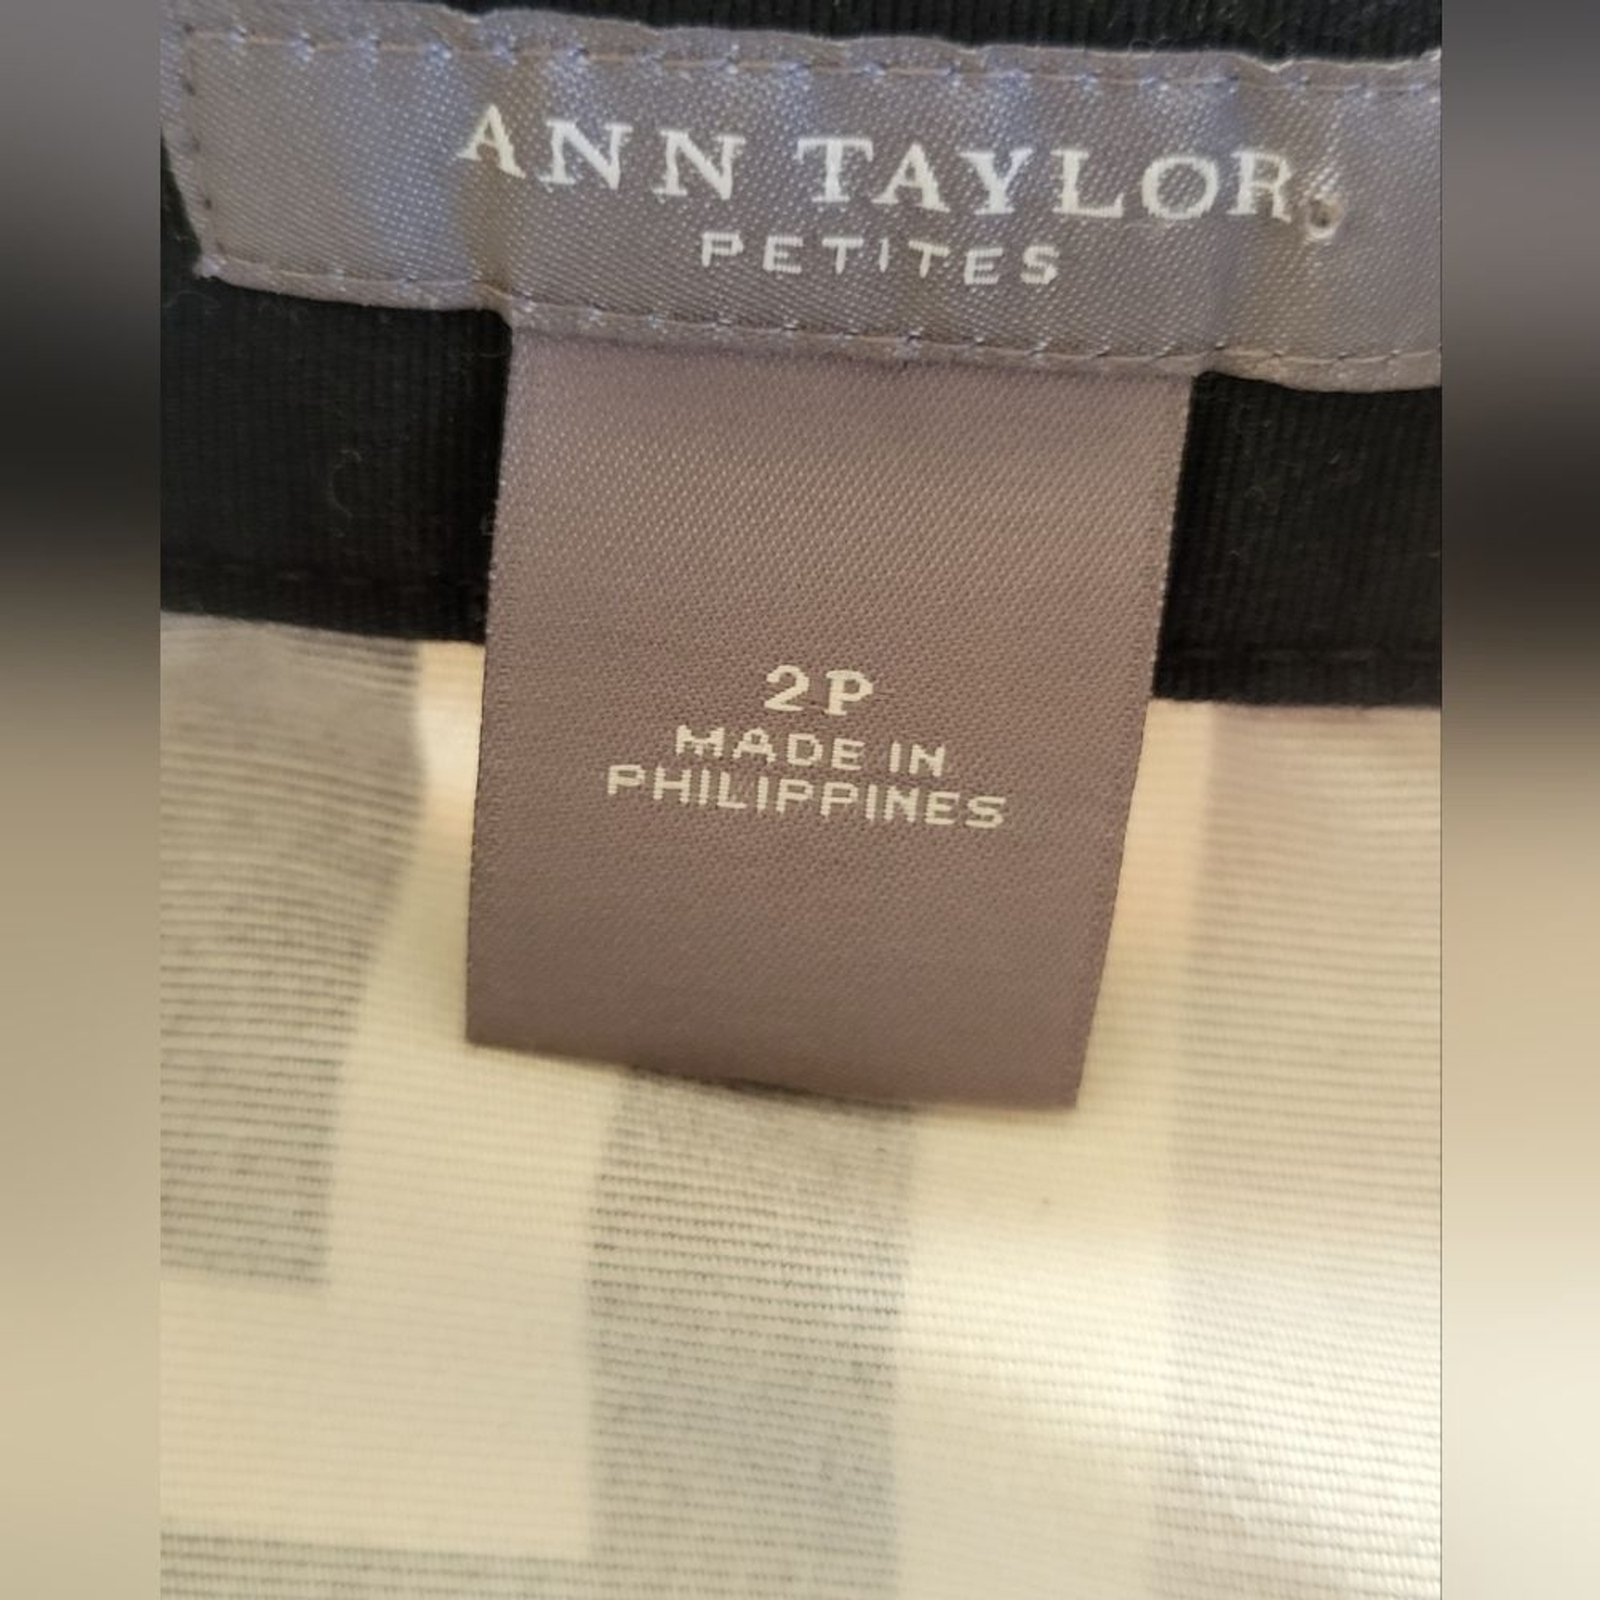 ANN TAYLOR
PETITES
2P
MADE IN
PHILIPPINES